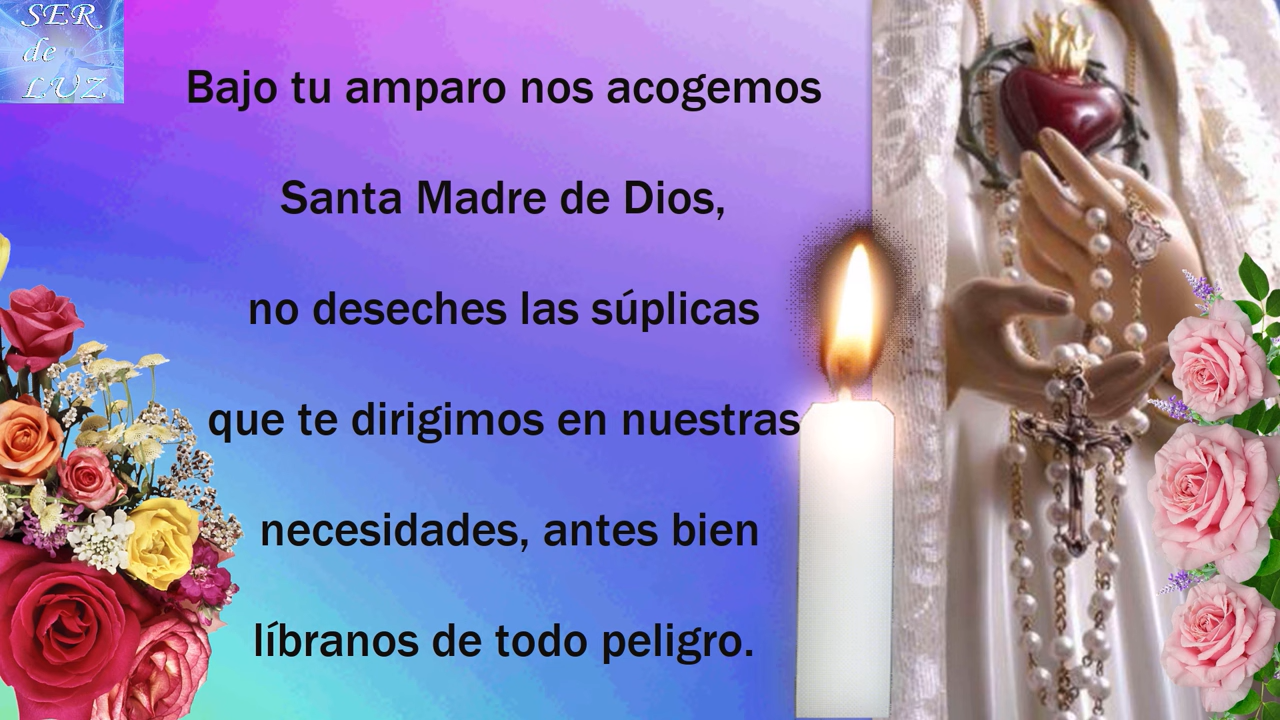 SER
de
LUZ
Bajo tu amparo nos acogemos
Santa Madre de Dios,
no deseches las súplicas
que te dirigimos en nuestras
necesidades, antes bien
líbranos de todo peligro.